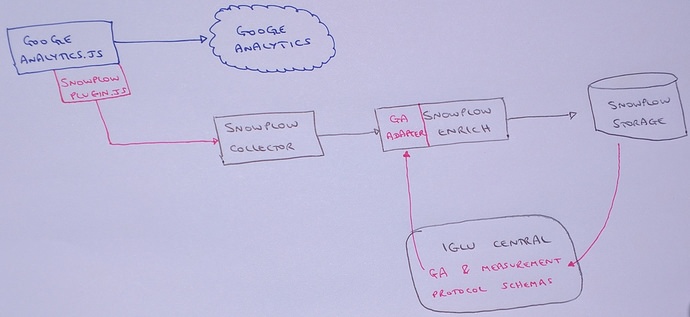 GOOGLE
ANALYTICS.JS
GOOGLE
ANALYTICS
SNOWPLOW
PLUGIN.JS
SNOWPLOW
COLLECTOR
GA
ADAPTER
SNOWPLOW
ENRICH
SNOWPLOW
STORAGE
IGLU CENTRAL
GA & MEASUREMENT
PROTOCOL SCHEMAS